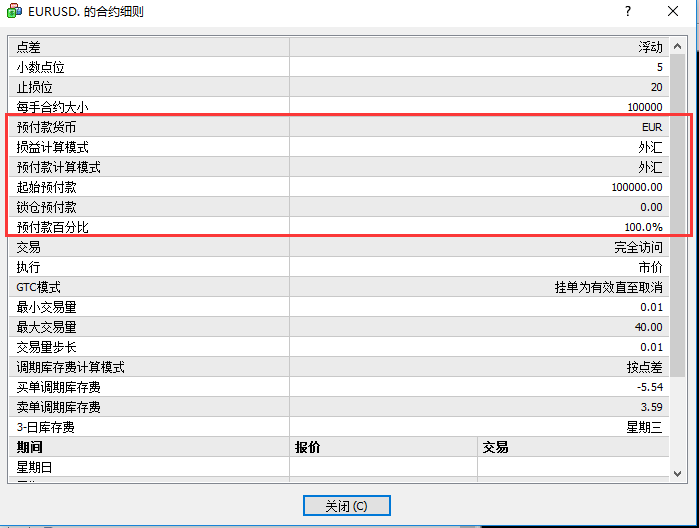 EURUSD. 的合约细则
点差 浮动
小数点位 5
止损位 20
每手合约大小 100000
预付款货币 EUR
损益计算模式 外汇
预付款计算模式 外汇
起始预付款 100000.00
锁仓预付款 0.00
预付款百分比 100.0%
交易 完全访问
执行 市价
GTC模式 挂单为有效直至取消
最小交易量 0.01
最大交易量 40.00
交易量步长 0.01
调期库存费计算模式 按点差
买单调期库存费 -5.54
卖单调期库存费 3.59
3-日库存费 星期三
期间 报价 交易
星期日
关闭 (C)